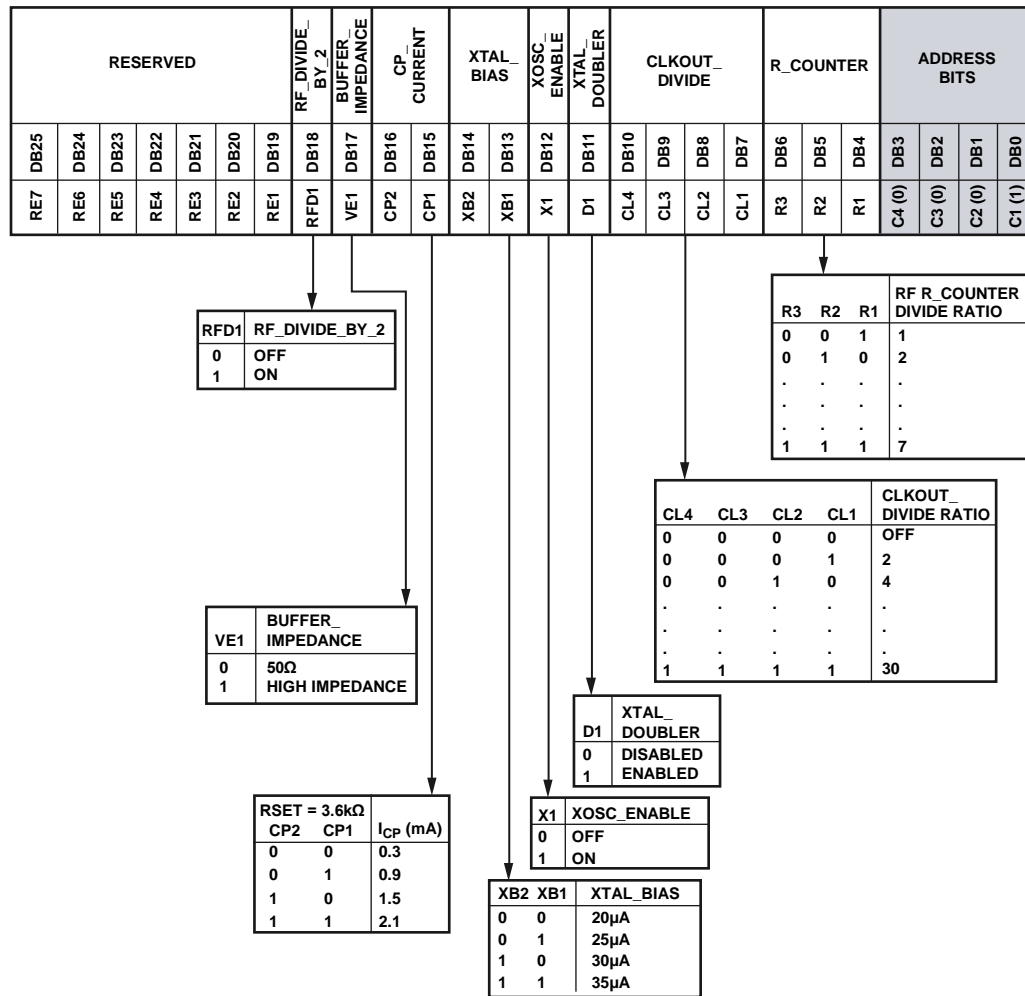 RESERVED
RF_DIVIDE_BY_2
BUFFER_IMPEDANCE
CP_CURRENT
XTAL_BIAS
XOSC_ENABLE
XTAL_DOUBLER
CLKOUT_DIVIDE
R_COUNTER
ADDRESS BITS
DB25 DB24 DB23 DB22 DB21 DB20 DB19 DB18 DB17 DB16 DB15 DB14 DB13 DB12 DB11 DB10 DB9 DB8 DB7 DB6 DB5 DB4 DB3 DB2 DB1 DB0
RE7 RE6 RE5 RE4 RE3 RE2 RE1 RFD1 VE1 CP2 CP1 XB2 XB1 X1 D1 CL4 CL3 CL2 CL1 R3 R2 R1 C4 (0) C3 (0) C2 (0) C1 (1)
R3 R2 R1 RF R_COUNTER DIVIDE RATIO
0 0 1 1
0 1 0 2
. . . .
. . . .
. . . .
1 1 1 7
RFD1 RF_DIVIDE_BY_2
0 OFF
1 ON
CL4 CL3 CL2 CL1 CLKOUT_DIVIDE RATIO
0 0 0 0 OFF
0 0 0 1 2
0 0 1 0 4
. . . . .
. . . . .
. . . . .
1 1 1 1 30
VE1 BUFFER_IMPEDANCE
0 50Ω
1 HIGH IMPEDANCE
D1 XTAL_DOUBLER
0 DISABLED
1 ENABLED
RSET = 3.6kΩ
CP2 CP1 ICP (mA)
0 0 0.3
0 1 0.9
1 0 1.5
1 1 2.1
X1 XOSC_ENABLE
0 OFF
1 ON
XB2 XB1 XTAL_BIAS
0 0 20µA
0 1 25µA
1 0 30µA
1 1 35µA